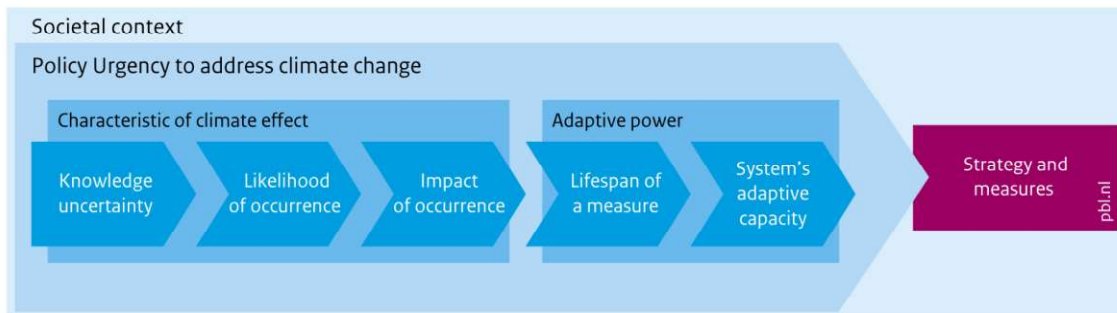 Societal context
Policy Urgency to address climate change
Characteristic of climate effect
Knowledge
uncertainty
Likelihood
of occurrence
Impact
of occurrence
Adaptive power
Lifespan of
a measure
System's
adaptive
capacity
Strategy and
measures
pbl.nl